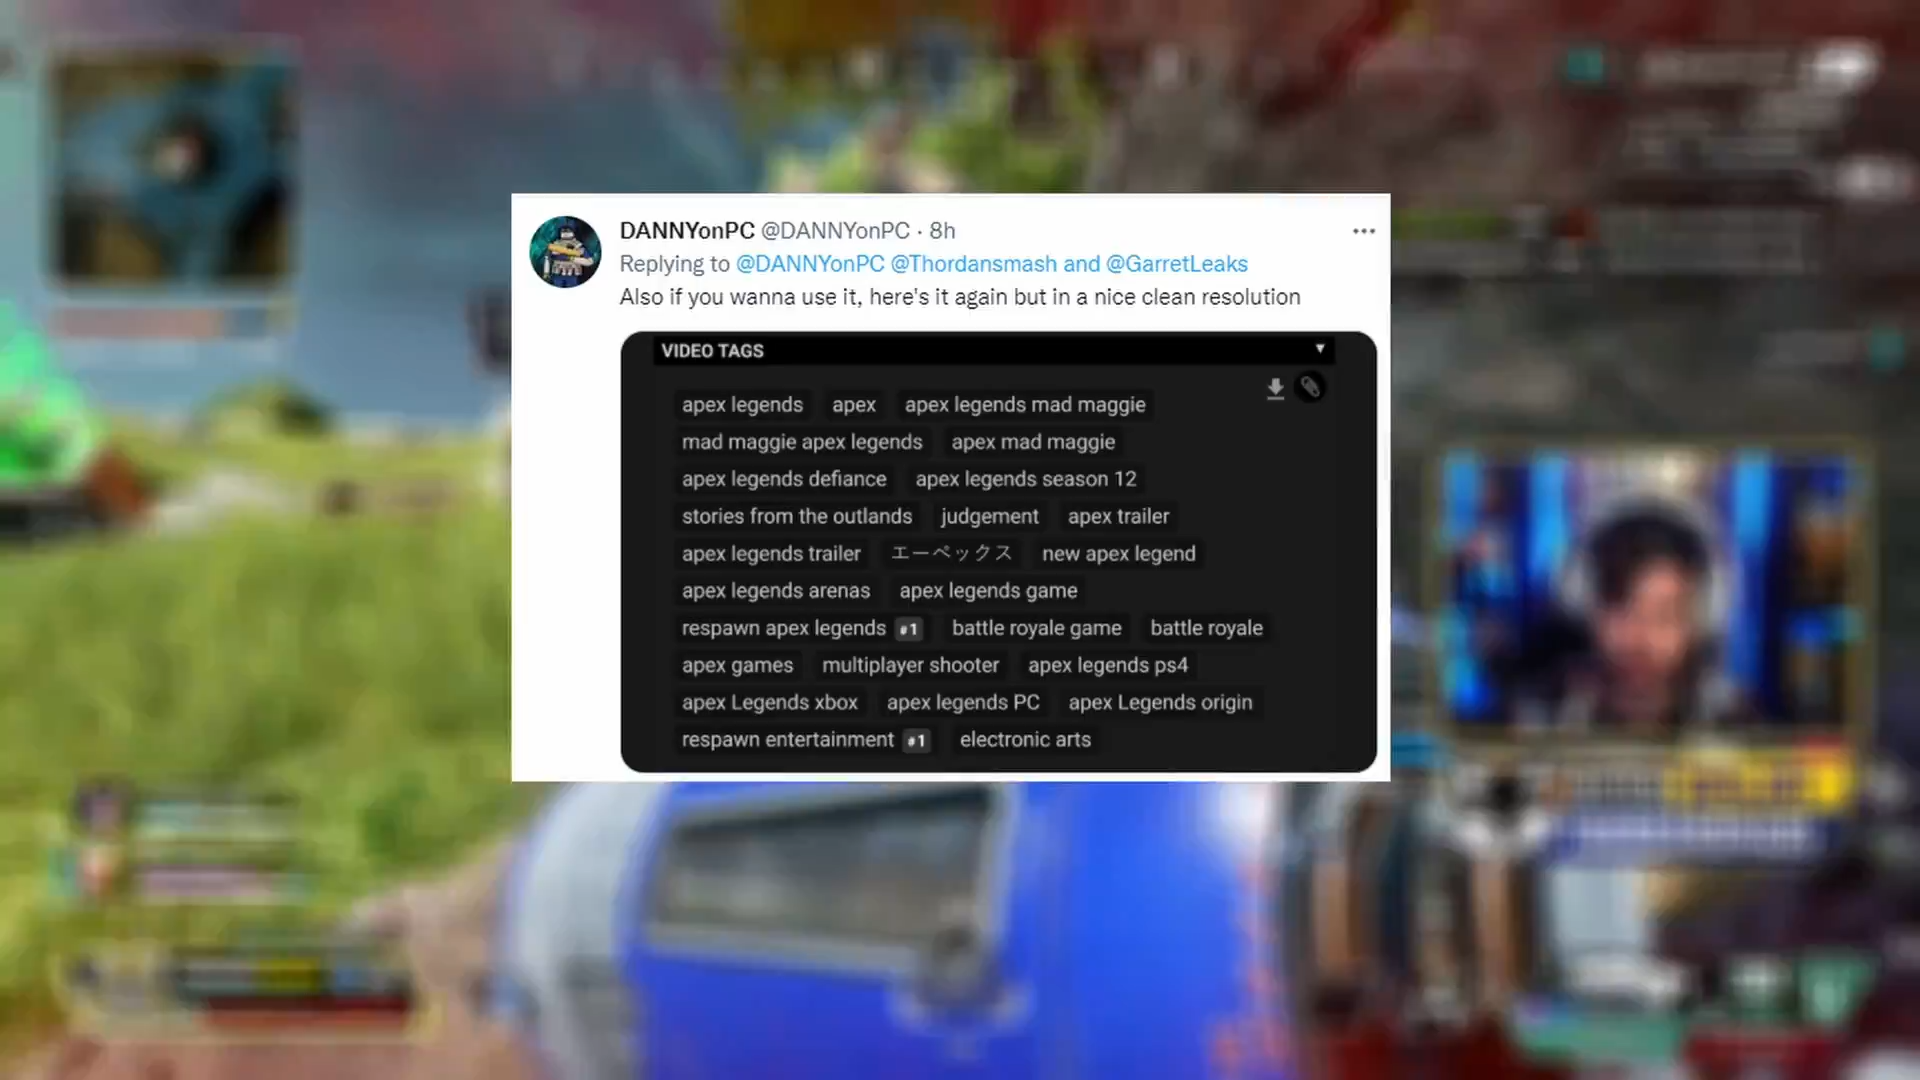 DANNYonPC @DANNYonPC · 8h
Replying to @DANNYonPC @Thordansmash and @GarretLeaks
Also if you wanna use it, here's it again but in a nice clean resolution
VIDEO TAGS
apex legends apex apex legends mad maggie
mad maggie apex legends apex mad maggie
apex legends defiance apex legends season 12
stories from the outlands judgement apex trailer
apex legends trailer エーペックス new apex legend
apex legends arenas apex legends game
respawn apex legends #1 battle royale game battle royale
apex games multiplayer shooter apex legends ps4
apex Legends xbox apex legends PC apex Legends origin
respawn entertainment #1 electronic arts